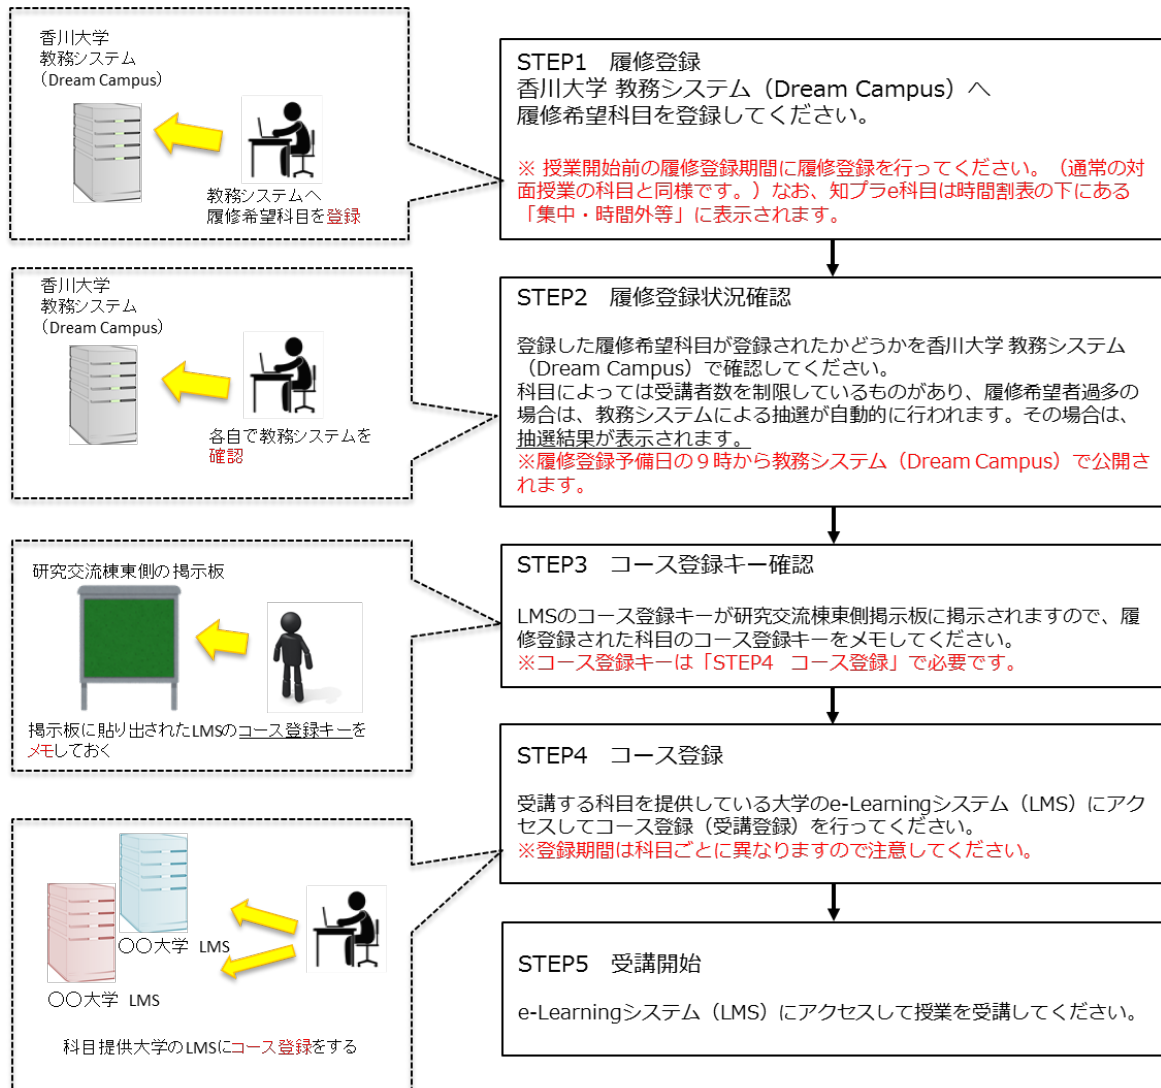 香川大学
教務システム
（Dream Campus）
教務システムへ
履修希望科目を登録
STEP1　履修登録
香川大学 教務システム（Dream Campus）へ
履修希望科目を登録してください。
※ 授業開始前の履修登録期間に履修登録を行ってください。（通常の対
面授業の科目と同様です。）なお、知プラe科目は時間割表の下にある
「集中・時間外等」に表示されます。
香川大学
教務システム
（Dream Campus）
各自で教務システムを
確認
STEP2　履修登録状況確認
登録した履修希望科目が登録されたかどうかを香川大学 教務システム
（Dream Campus）で確認してください。
科目によっては受講者数を制限しているものがあり、履修希望者過多の
場合は、教務システムによる抽選が自動的に行われます。その場合は、
抽選結果が表示されます。
※履修登録予備日の９時から教務システム（Dream Campus）で公開さ
れます。
研究交流棟東側の掲示板
掲示板に貼り出されたLMSのコース登録キーを
メモしておく
STEP3　コース登録キー確認
LMSのコース登録キーが研究交流棟東側掲示板に掲示されますので、履
修登録された科目のコース登録キーをメモしてください。
※コース登録キーは「STEP4　コース登録」で必要です。
STEP4　コース登録
受講する科目を提供している大学のe-Learningシステム（LMS）にアク
セスしてコース登録（受講登録）を行ってください。
※登録期間は科目ごとに異なりますので注意してください。
〇〇大学 LMS
〇〇大学 LMS
科目提供大学のLMSにコース登録をする
STEP5　受講開始
e-Learningシステム（LMS）にアクセスして授業を受講してください。